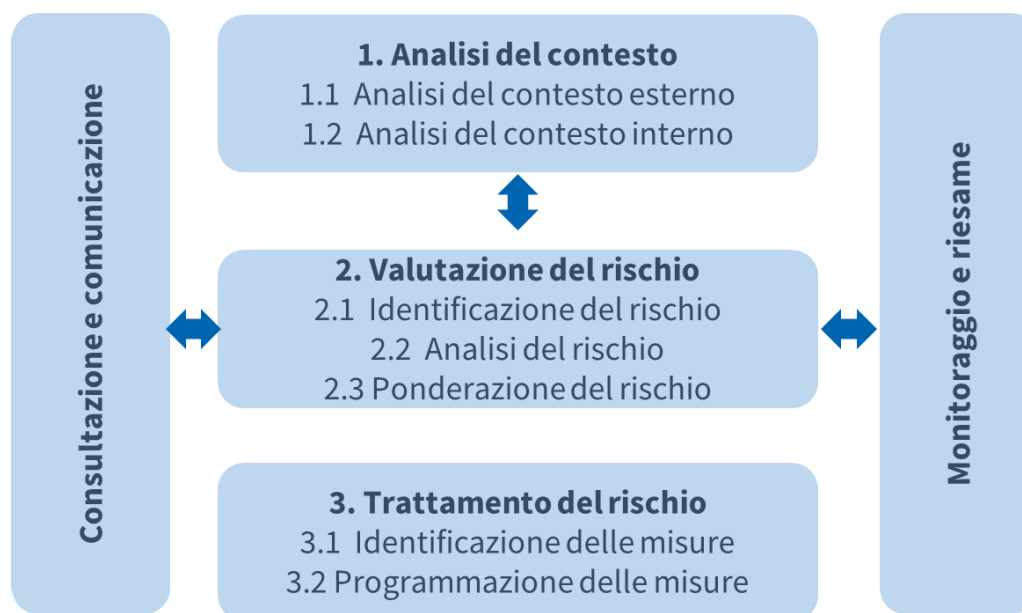 Consultazione e comunicazione
1. Analisi del contesto
1.1 Analisi del contesto esterno
1.2 Analisi del contesto interno
2. Valutazione del rischio
2.1 Identificazione del rischio
2.2 Analisi del rischio
2.3 Ponderazione del rischio
3. Trattamento del rischio
3.1 Identificazione delle misure
3.2 Programmazione delle misure
Monitoraggio e riesame